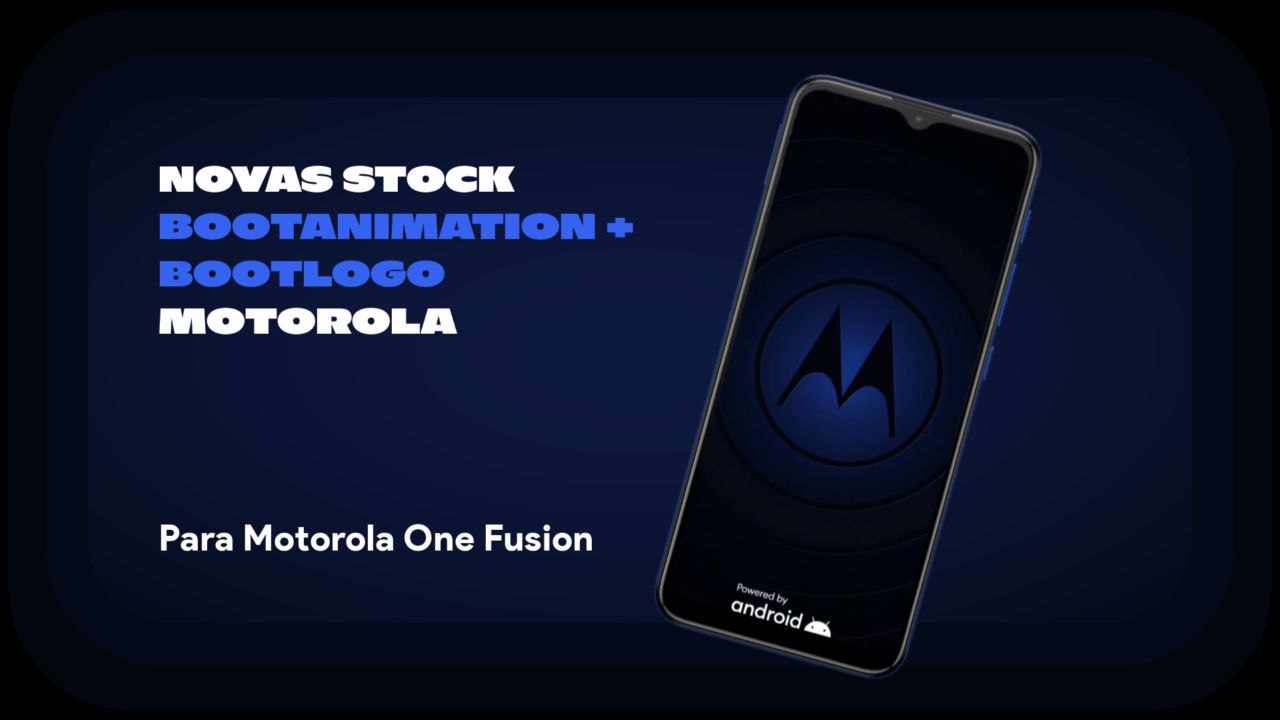 NOVAS STOCK
BOOTANIMATION +
BOOTLOGO
MOTOROLA
Para Motorola One Fusion
Powered by
android